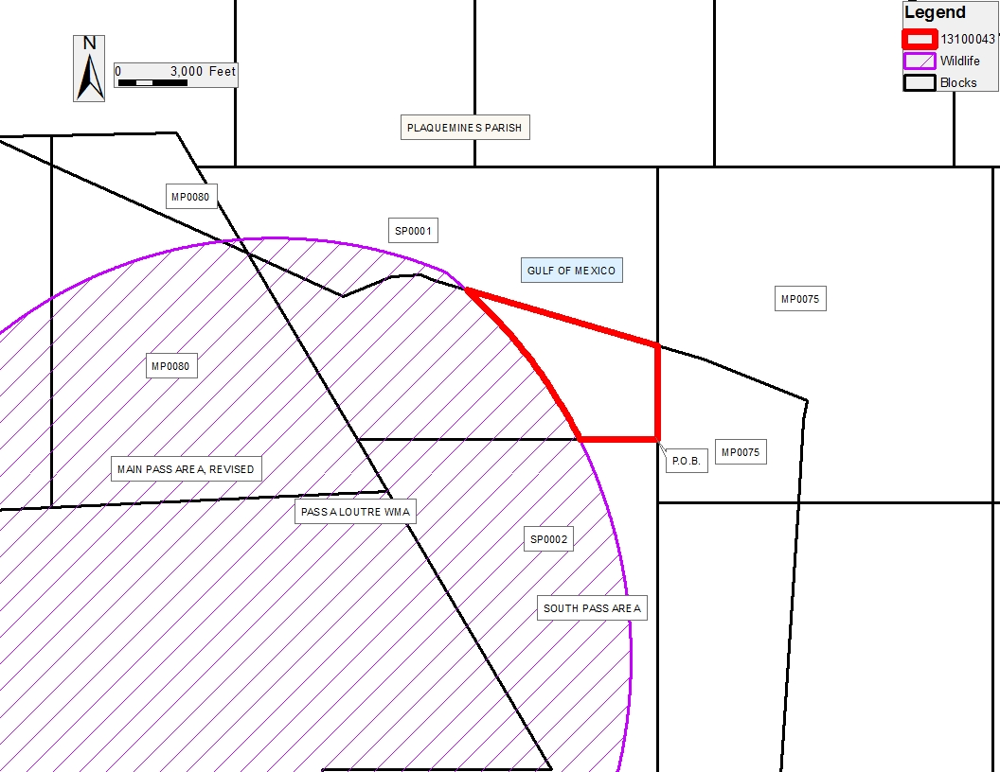 Legend
13100043
Wildlife
Blocks
N
0 3,000 Feet
PLAQUEMINES PARISH
MP0080
SP0001
GULF OF MEXICO
MP0075
MP0080
MP0075
P.O.B.
MAIN PASS AREA, REVISED
PASS A LOUTRE WMA
SP0002
SOUTH PASS AREA